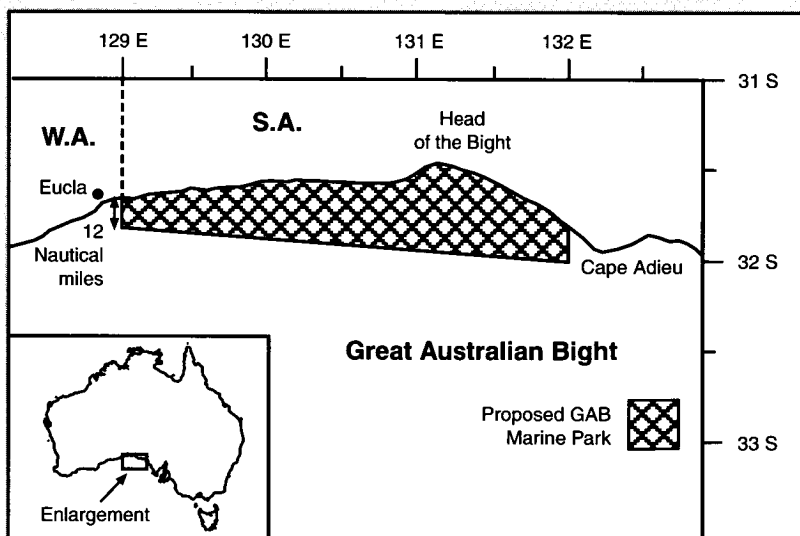 129 E
130 E
131 E
132 E
31 S
W.A.
S.A.
Head
of the Bight
Eucla
12
Nautical
miles
Cape Adieu
32 S
Great Australian Bight
Proposed GAB
Marine Park
33 S
Enlargement